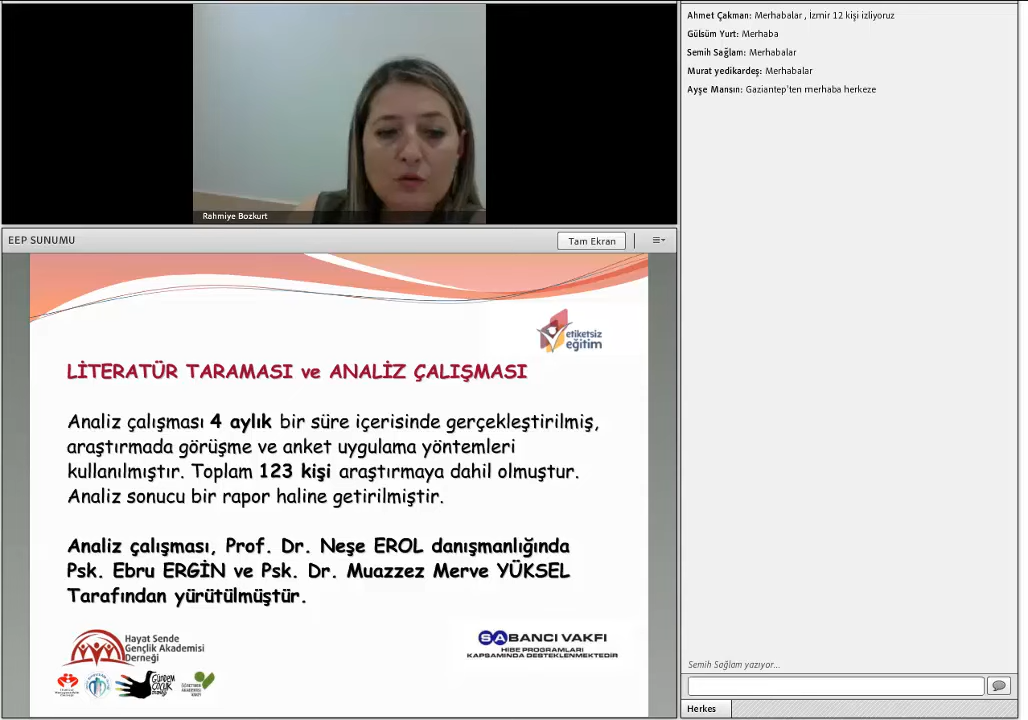 Rahmiye Bozkurt
EEP SUNUMU
Tam Ekran
etiketsiz
eğitim
LİTERATÜR TARAMASI ve ANALİZ ÇALIŞMASI
Analiz çalışması 4 aylık bir süre içerisinde gerçekleştirilmiş,
araştırmada görüşme ve anket uygulama yöntemleri
kullanılmıştır. Toplam 123 kişi araştırmaya dahil olmuştur.
Analiz sonucu bir rapor haline getirilmiştir.
Analiz çalışması, Prof. Dr. Neşe EROL danışmanlığında
Psk. Ebru ERGİN ve Psk. Dr. Muazzez Merve YÜKSEL
Tarafından yürütülmüştür.
Hayat Sende
Gençlik Akademisi
Derneği
Gündem
Çocuk
SABANCI VAKFI
HİBE PROGRAMLARI
KAPSAMINDA DESTEKLENMEKTEDİR
Ahmet Çakman: Merhabalar , İzmir 12 kişi izliyoruz
Gülsüm Yurt: Merhaba
Semih Sağlam: Merhabalar
Murat yedikardeş: Merhabalar
Ayşe Mansın: Gaziantep'ten merhaba herkeze
Semih Sağlam yazıyor...
Herkes